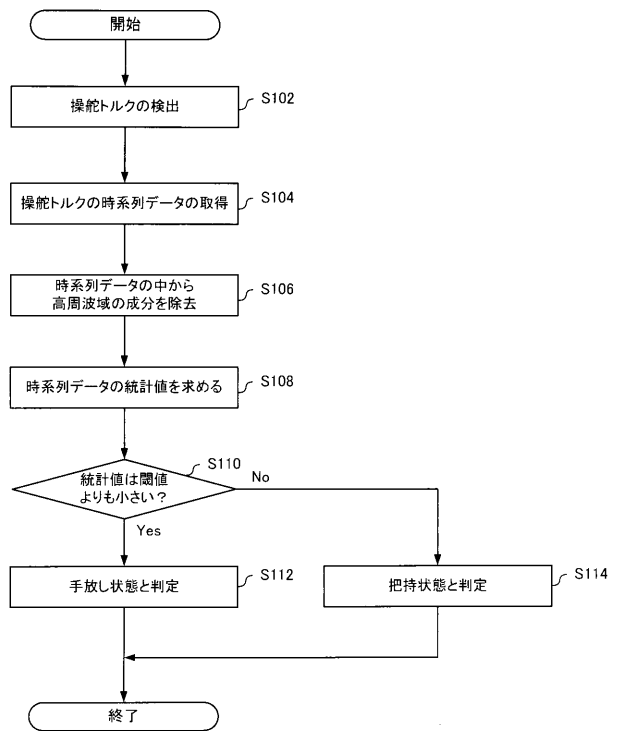 開始
操舵トルクの検出
S102
操舵トルクの時系列データの取得
S104
時系列データの中から
高周波域の成分を除去
S106
時系列データの統計値を求める
S108
統計値は閾値
よりも小さい?
S110
No
Yes
手放し状態と判定
S112
把持状態と判定
S114
終了